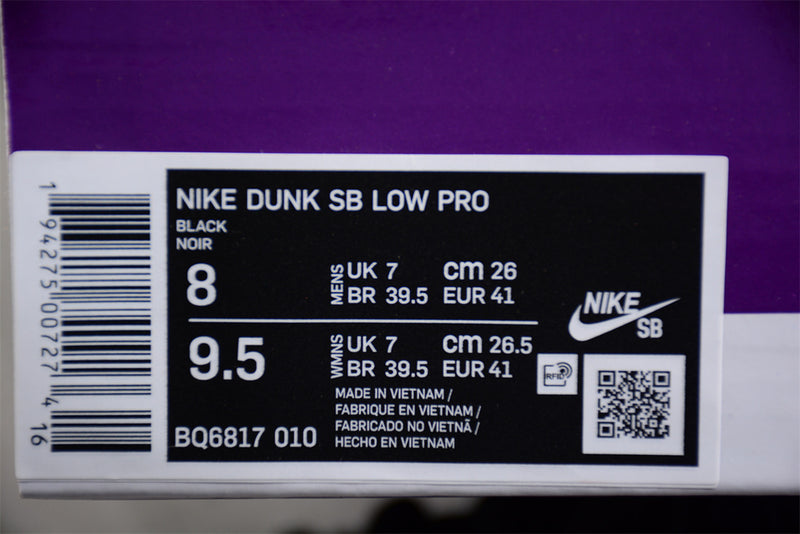 NIKE DUNK SB LOW PRO
BLACK
NOIR
8
MENS
UK 7 cm 26
BR 39.5 EUR 41
9.5
WMNS
UK 7 cm 26.5
BR 39.5 EUR 41
MADE IN VIETNAM /
FABRIQUE EN VIETNAM /
FABRICADO NO VIETNÃ /
HECHO EN VIETNAM
BQ6817 010
NIKE
SB
RFID
1 94275 00727 4 16